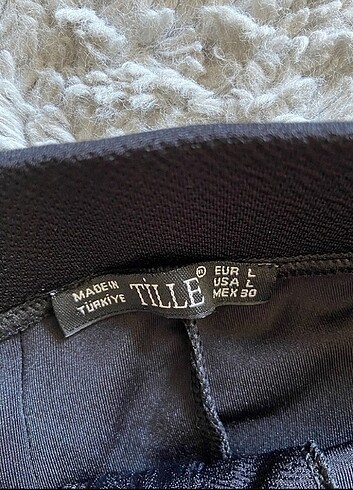 MADE IN
TÜRKİYE
TİLLE
EUR L
USA L
MEX 30